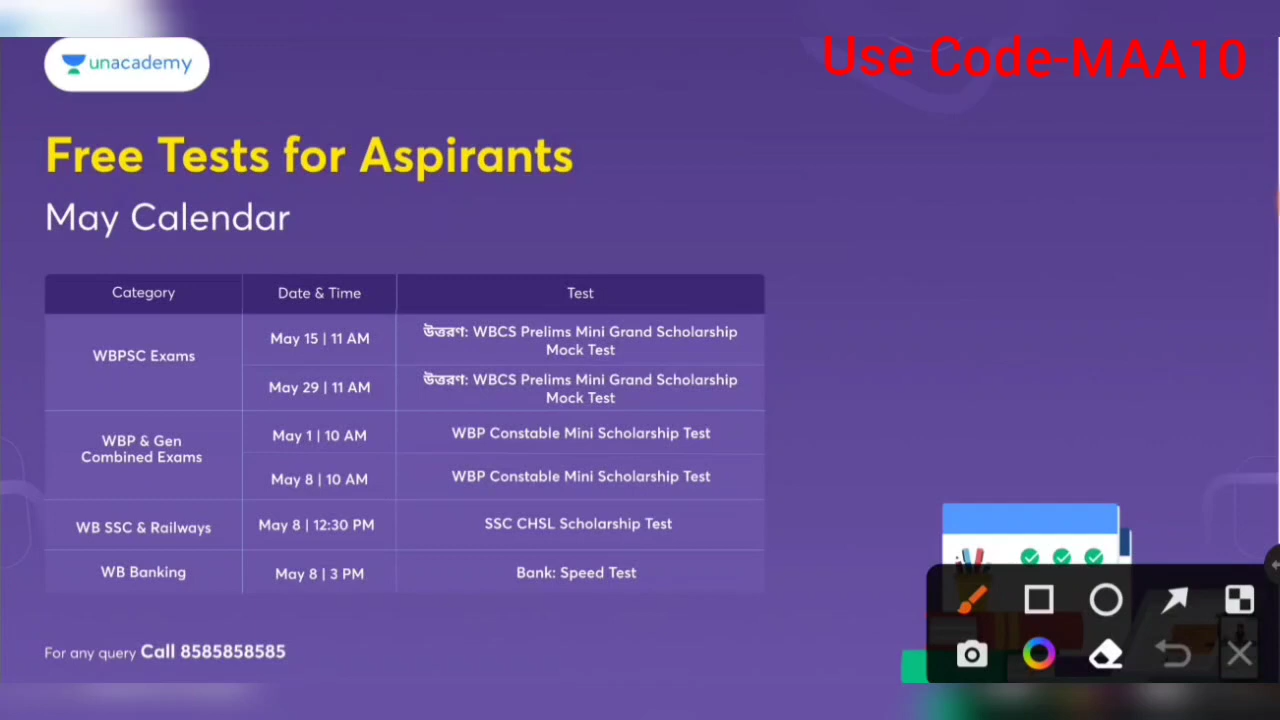 unacademy
Use Code-MAA10
Free Tests for Aspirants
May Calendar
Category
Date & Time
Test
WBPSC Exams
May 15 | 11 AM
উত্তরণ: WBCS Prelims Mini Grand Scholarship
Mock Test
May 29 | 11 AM
উত্তরণ: WBCS Prelims Mini Grand Scholarship
Mock Test
WBP & Gen
Combined Exams
May 1 | 10 AM
WBP Constable Mini Scholarship Test
May 8 | 10 AM
WBP Constable Mini Scholarship Test
WB SSC & Railways
May 8 | 12:30 PM
SSC CHSL Scholarship Test
WB Banking
May 8 | 3 PM
Bank: Speed Test
For any query Call 8585858585